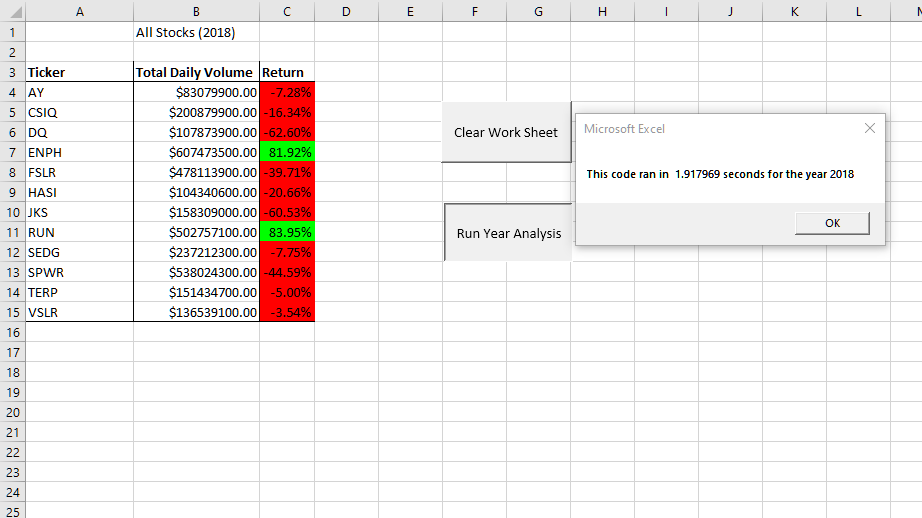 A B C D E F G H I J K L
1 All Stocks (2018)
2
3 Ticker Total Daily Volume Return
4 AY $83079900.00 -7.28%
5 CSIQ $200879900.00 -16.34%
6 DQ $107873900.00 -62.60%
7 ENPH $607473500.00 81.92%
8 FSLR $478113900.00 -39.71%
9 HASI $104340600.00 -20.66%
10 JKS $158309000.00 -60.53%
11 RUN $502757100.00 83.95%
12 SEDG $237212300.00 -7.75%
13 SPWR $538024300.00 -44.59%
14 TERP $151434700.00 -5.00%
15 VSLR $136539100.00 -3.54%
16
17
18
19
20
21
22
23
24
25
Clear Work Sheet
Run Year Analysis
Microsoft Excel
This code ran in 1.917969 seconds for the year 2018
OK